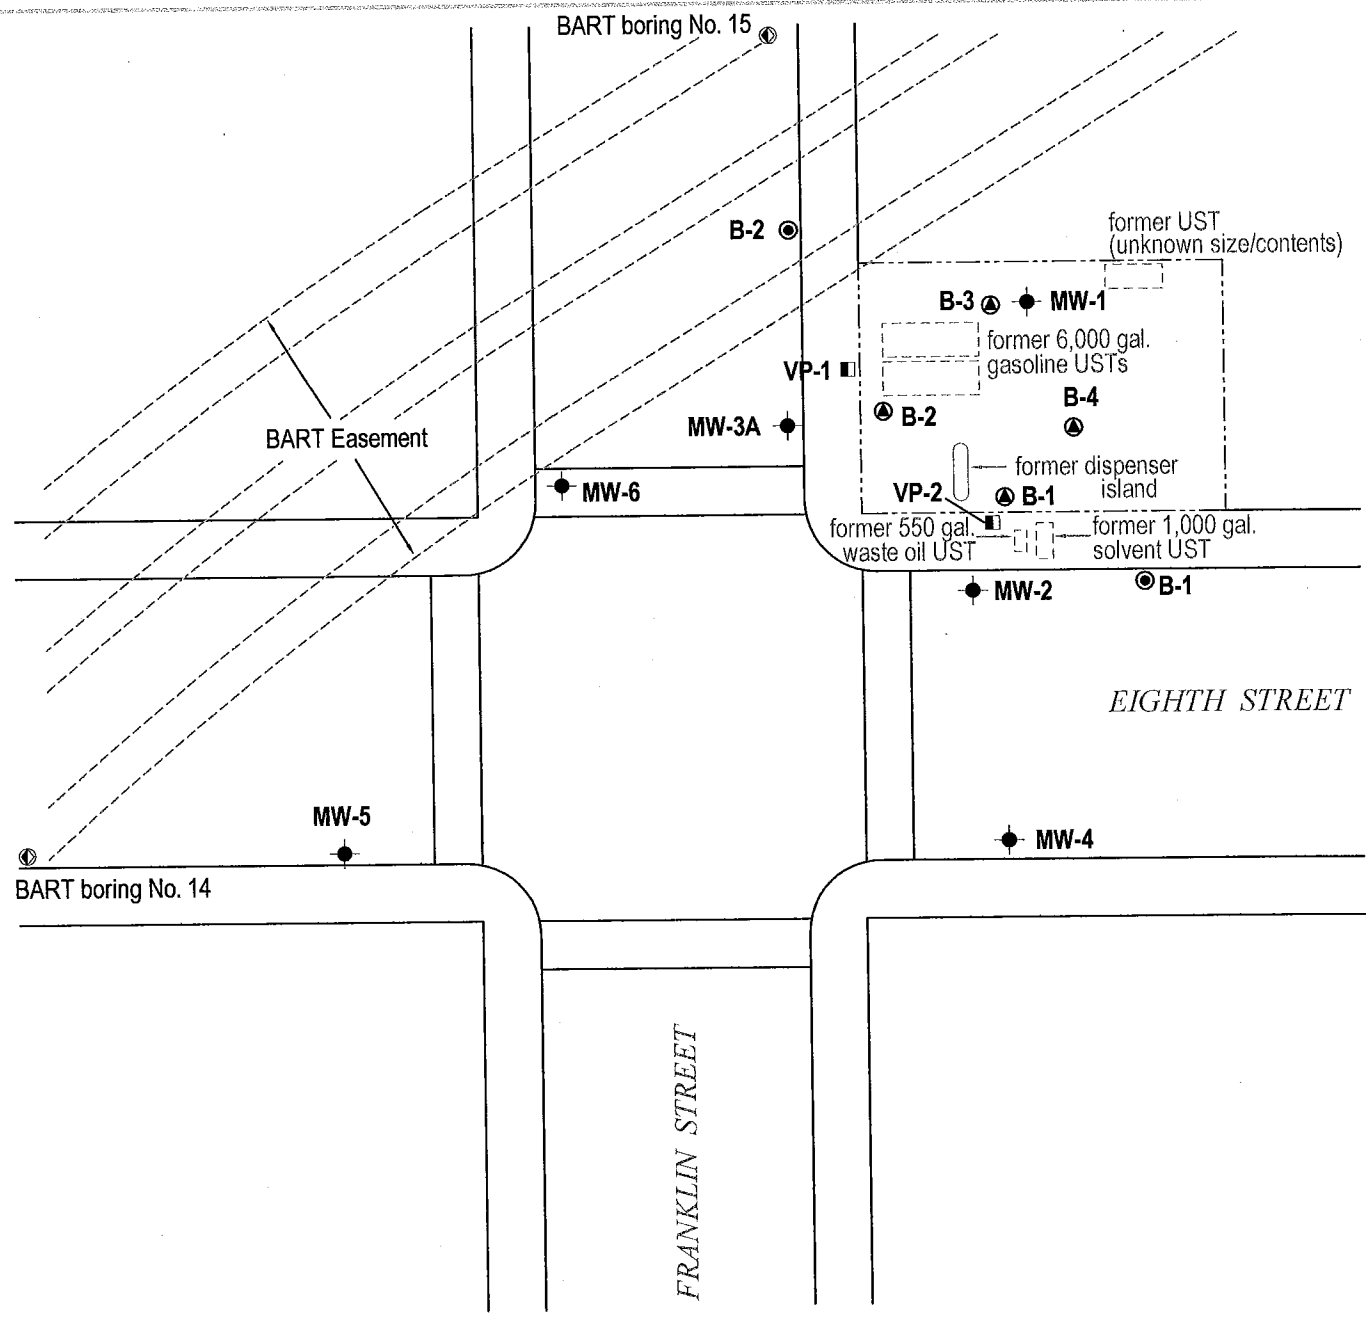 BART boring No. 15
B-2
former UST
(unknown size/contents)
B-3
MW-1
former 6,000 gal.
gasoline USTs
VP-1
B-4
B-2
MW-3A
BART Easement
former dispenser
island
MW-6
VP-2
B-1
former 550 gal.
waste oil UST
former 1,000 gal.
solvent UST
MW-2
B-1
EIGHTH STREET
MW-5
MW-4
BART boring No. 14
FRANKLIN STREET